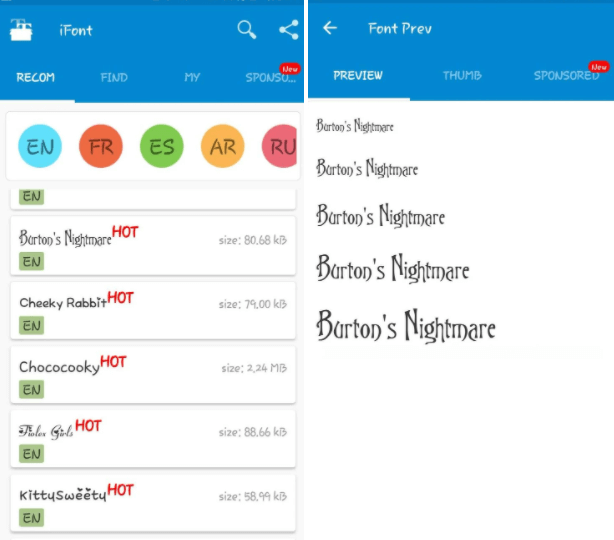 iFont
RECOM FIND MY SPONSO... New
EN FR ES AR RU
EN
Burton's Nightmare HOT size: 80.68 kB
EN
Cheeky Rabbit HOT size: 79.00 kB
EN
Chococooky HOT size: 2.24 MB
EN
Girls HOT size: 88.66 kB
EN
KittySweety HOT size: 58.99 kB
EN
Font Prev
PREVIEW THUMB SPONSORED New
Burton's Nightmare
Burton's Nightmare
Burton's Nightmare
Burton's Nightmare
Burton's Nightmare